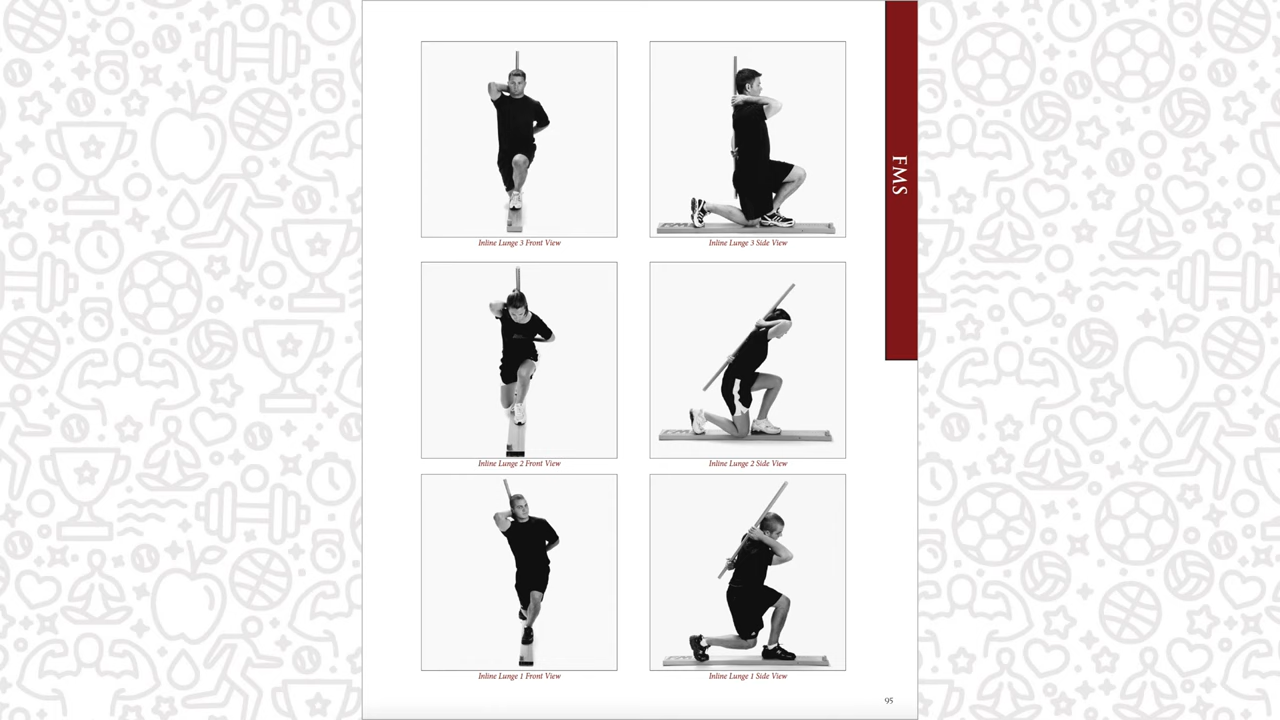 FMS
Inline Lunge 3 Front View
Inline Lunge 3 Side View
Inline Lunge 2 Front View
Inline Lunge 2 Side View
Inline Lunge 1 Front View
Inline Lunge 1 Side View
95